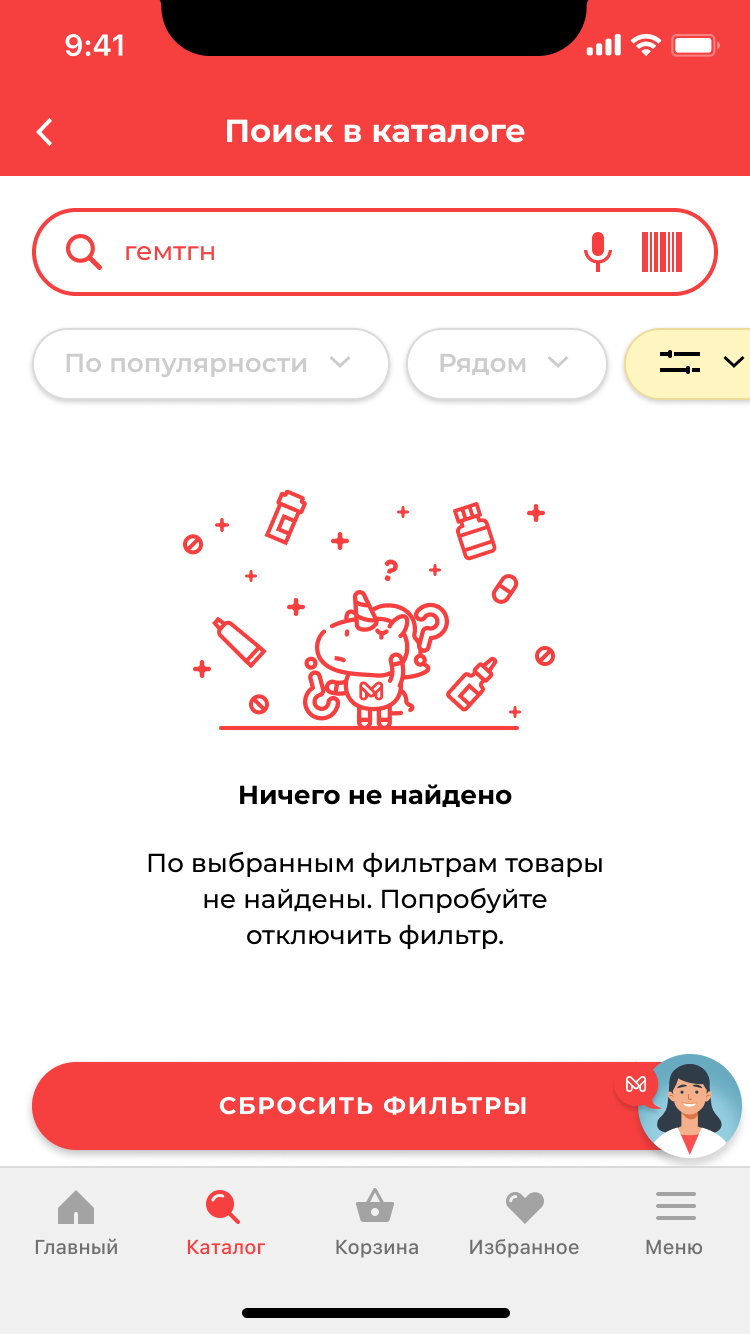 9:41
Поиск в каталоге
гемтгн
По популярности
Рядом
?
Ничего не найдено
По выбранным фильтрам товары
не найдены. Попробуйте
отключить фильтр.
СБРОСИТЬ ФИЛЬТРЫ
Главный
Каталог
Корзина
Избранное
Меню